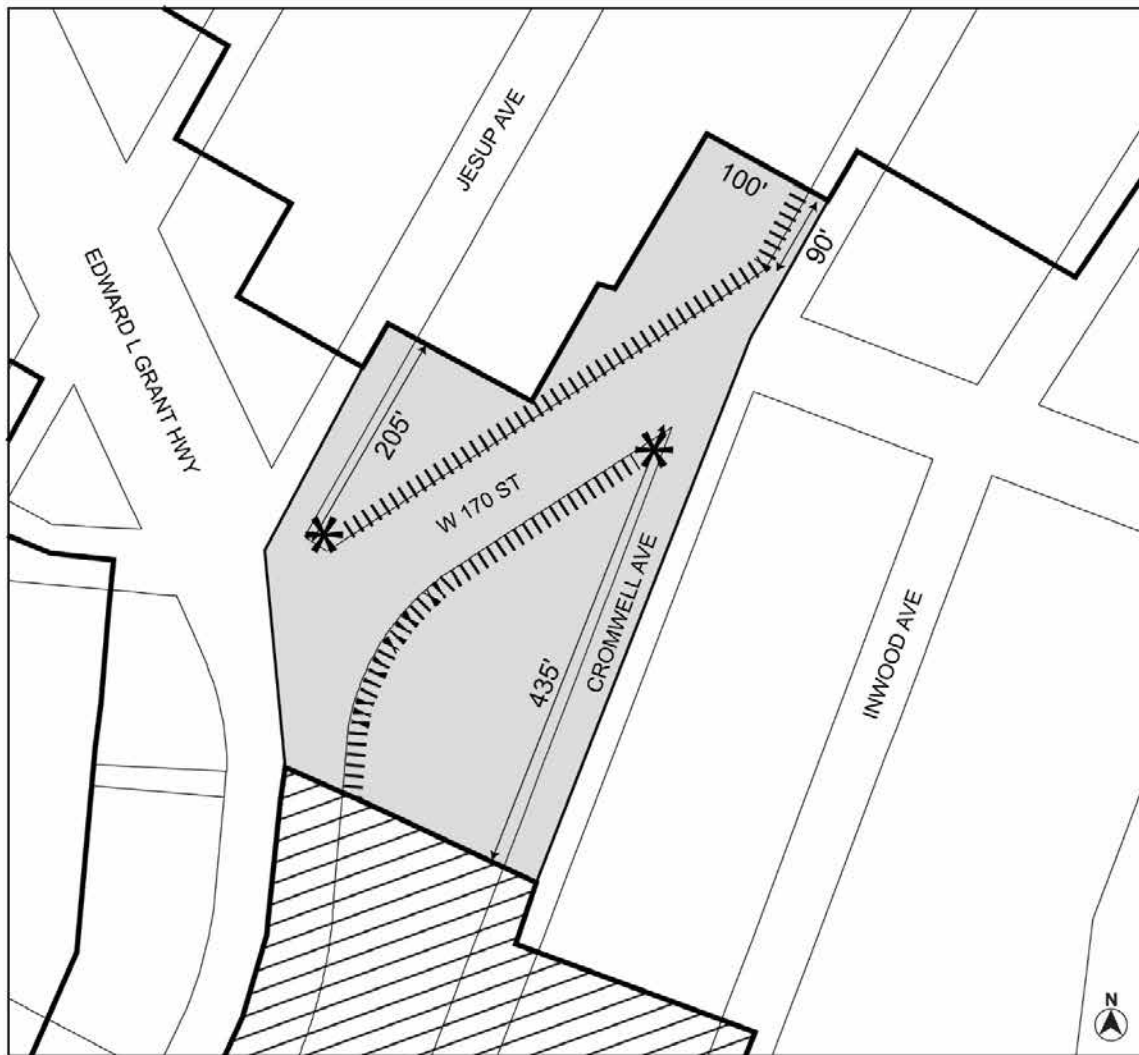 JESUP AVE
100'
90'
EDWARD L GRANT HWY
205'
W 170 ST
CROMWELL AVE
435'
INWOOD AVE
N